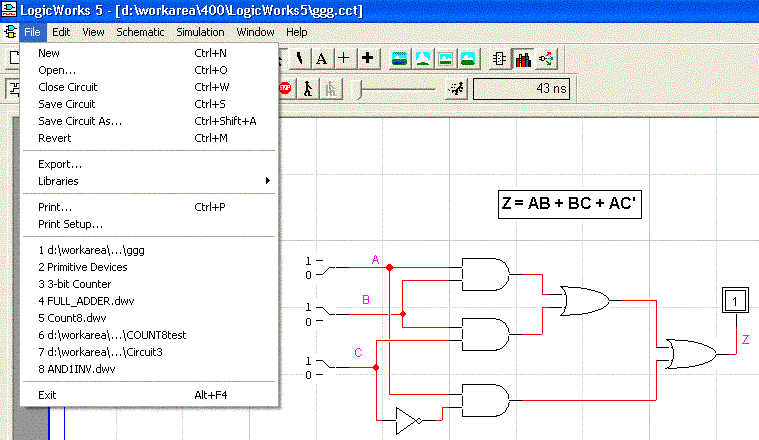 LogicWorks 5 - [d:\workarea\400\LogicWorks5\ggg.cct]
File Edit View Schematic Simulation Window Help
New Ctrl+N
Open... Ctrl+O
Close Circuit Ctrl+W
Save Circuit Ctrl+S
Save Circuit As... Ctrl+Shift+A
Revert Ctrl+M
Export...
Libraries
Print... Ctrl+P
Print Setup...
1 d:\workarea\...\ggg
2 Primitive Devices
3 3-bit Counter
4 FULL_ADDER.dwv
5 Count8.dwv
6 d:\workarea\...\COUNT8test
7 d:\workarea\...\Circuit3
8 AND1INV.dwv
Exit Alt+F4
A
STOP
43 ns
Z = AB + BC + AC'
1
0
A
1
0
B
1
0
C
1
Z